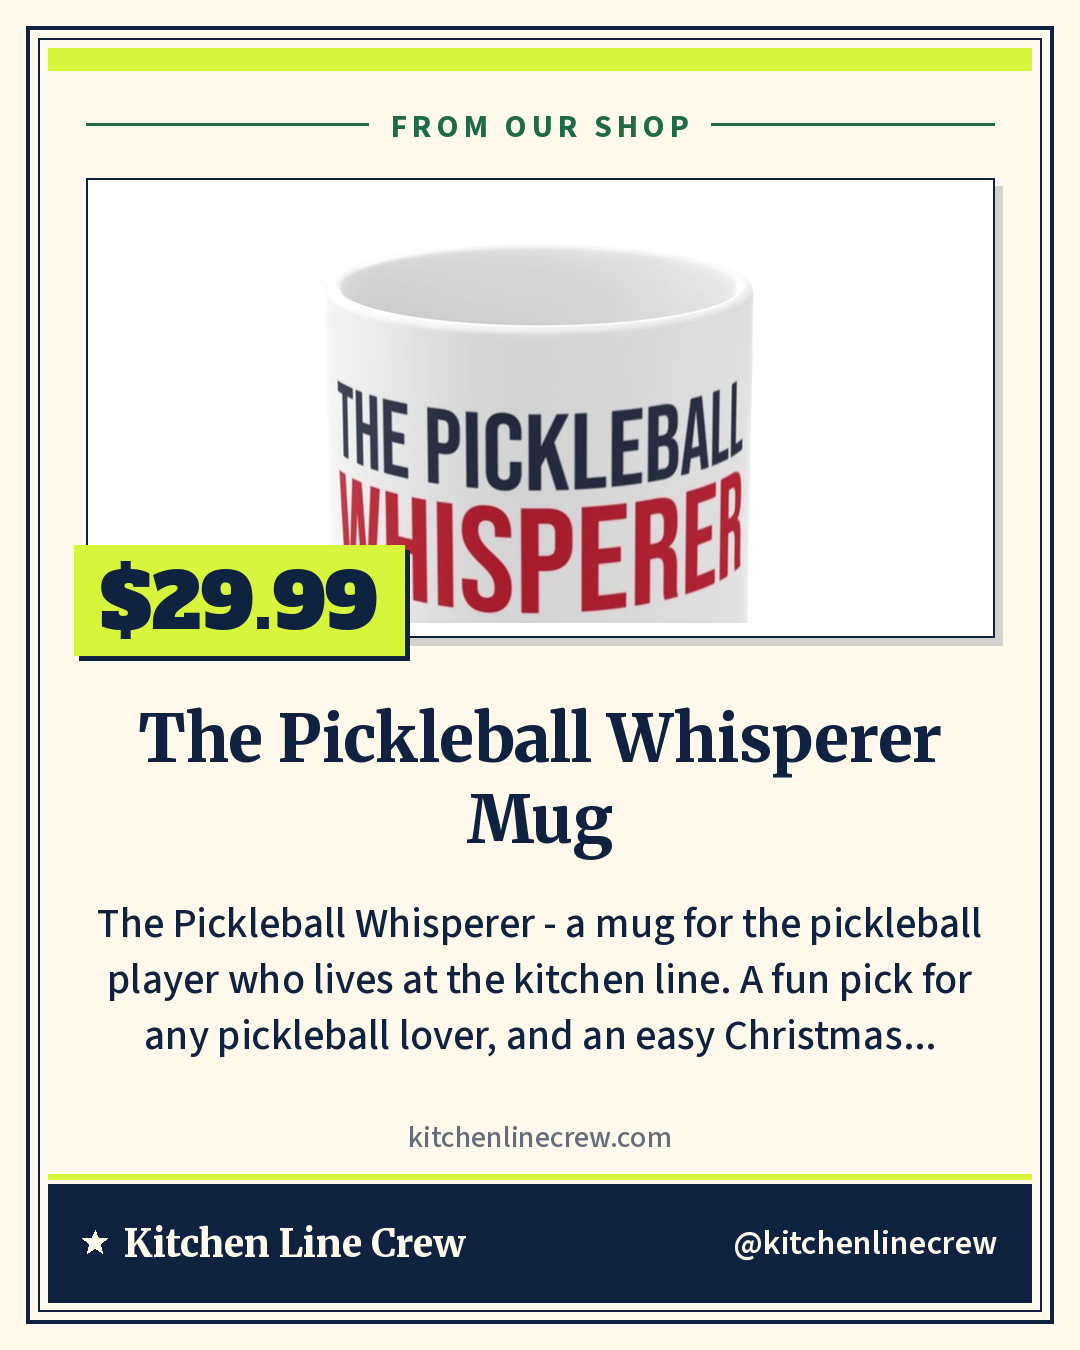 FROM OUR SHOP
THE PICKLEBALL
WHISPERER
$29.99
The Pickleball Whisperer
Mug
The Pickleball Whisperer - a mug for the pickleball
player who lives at the kitchen line. A fun pick for
any pickleball lover, and an easy Christmas...
kitchenlinecrew.com
★ Kitchen Line Crew
@kitchenlinecrew